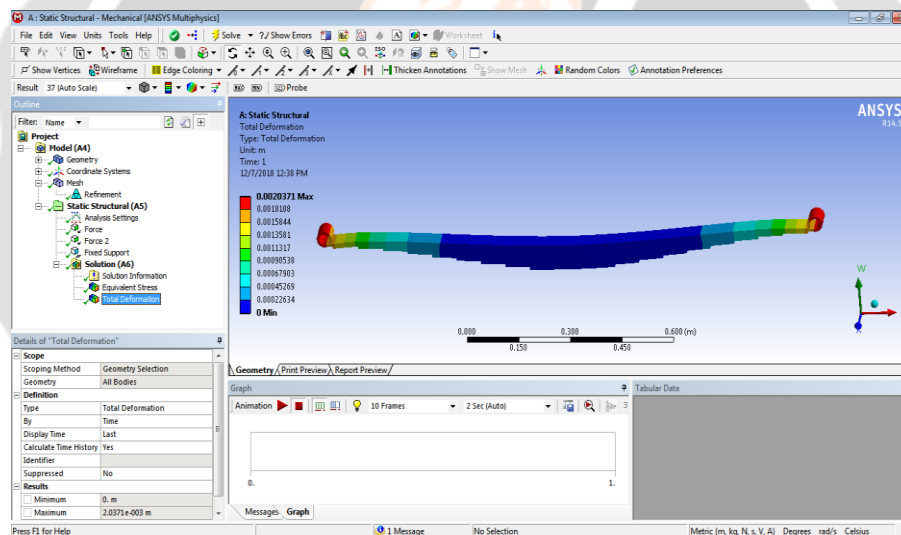 A : Static Structural - Mechanical [ANSYS Multiphysics]
File Edit View Units Tools Help Solve ?/ Show Errors Worksheet
Show Vertices Wireframe Edge Coloring Thicken Annotations Show Mesh Random Colors Annotation Preferences
Result 37 (Auto Scale) Probe
Outline
Filter: Name
Project
Model (A4)
Geometry
Coordinate Systems
Mesh
Refinement
Static Structural (A5)
Analysis Settings
Force
Force 2
Fixed Support
Solution (A6)
Solution Information
Equivalent Stress
Total Deformation
Details of "Total Deformation"
Scope
Scoping Method Geometry Selection
Geometry All Bodies
Definition
Type Total Deformation
By Time
Display Time Last
Calculate Time History Yes
Identifier
Suppressed No
Results
Minimum 0. m
Maximum 2.0371e-003 m
A: Static Structural
Total Deformation
Type: Total Deformation
Unit: m
Time: 1
12/7/2018 12:38 PM
0.0020371 Max
0.0018108
0.0015844
0.0013581
0.0011317
0.00090538
0.00067903
0.00045269
0.00022634
0 Min
ANSYS
R14.5
W
X
0.000 0.300 0.600 (m)
0.150 0.450
Geometry Print Preview Report Preview
Graph
Animation 10 Frames 2 Sec (Auto) 3
0. 1.
Messages Graph
Tabular Data
Press F1 for Help 1 Message No Selection Metric (m, kg, N, s, V, A) Degrees rad/s Celsius